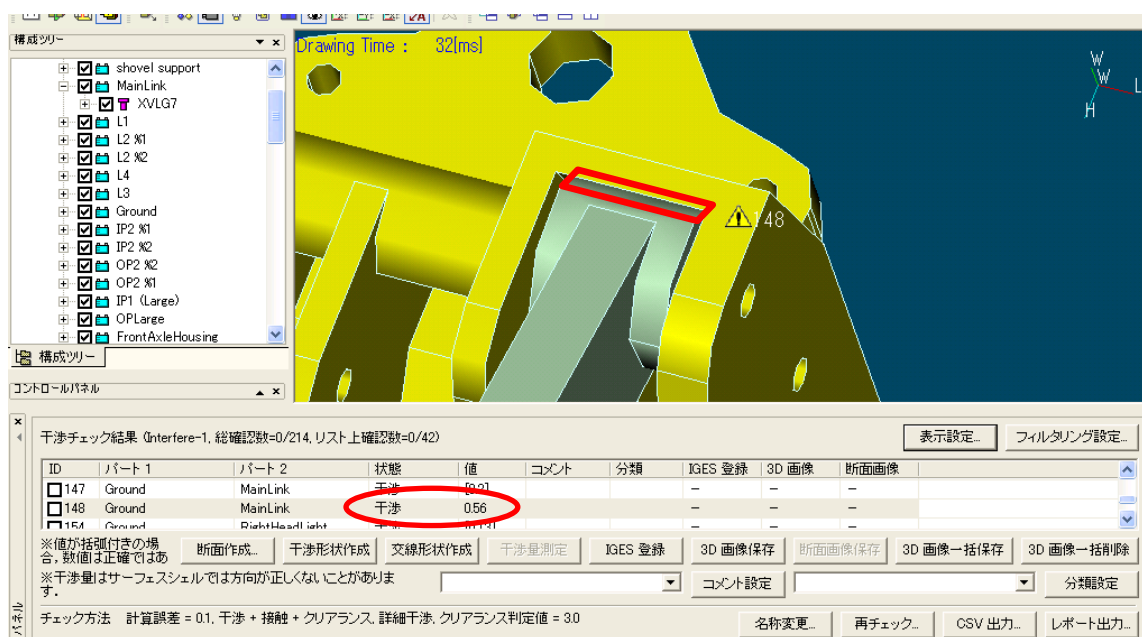 構成ツリー
shovel support
MainLink
XVLG7
L1
L2 %1
L2 %2
L4
L3
Ground
IP2 %1
IP2 %2
OP2 %2
OP2 %1
IP1 (Large)
OPLarge
FrontAxleHousing
構成ツリー
コントロールパネル
Drawing Time : 32[ms]
W
W
L
H
148
干渉チェック結果 (Interfere-1, 総確認数=0/214, リスト上確認数=0/42)
表示設定...
フィルタリング設定...
ID パート 1 パート 2 状態 値 コメント 分類 IGES 登録 3D 画像 断面画像
147 Ground MainLink 干渉 [0.2] － － －
148 Ground MainLink 干渉 0.56 － － －
154 Ground RightHeadLight 干渉
※値が括弧付きの場
合, 数値は正確ではあ
断面作成... 干渉形状作成 交線形状作成 干渉量測定 IGES 登録 3D 画像保存 断面画像保存 3D 画像一括保存 3D 画像一括削除
※干渉量はサーフェスシェルでは方向が正しくないことがありま
す.
コメント設定 分類設定
チェック方法 計算誤差 = 0.1, 干渉 + 接触 + クリアランス, 詳細干渉, クリアランス判定値 = 3.0
名称変更... 再チェック... CSV 出力... レポート出力...